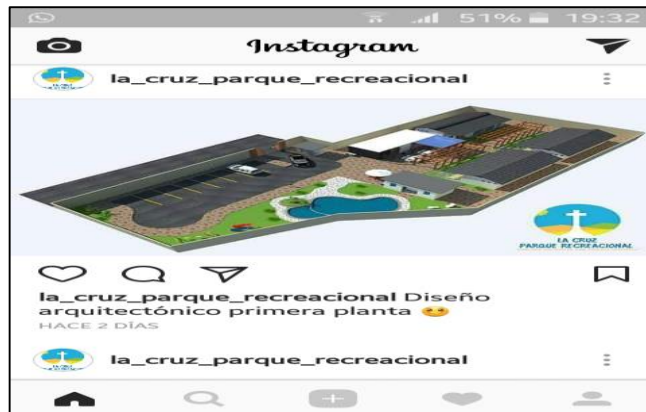 51% 19:32
Instagram
la_cruz_parque_recreacional
LA CRUZ
PARQUE RECREACIONAL
la_cruz_parque_recreacional Diseño
arquitectónico primera planta
HACE 2 DÍAS
la_cruz_parque_recreacional